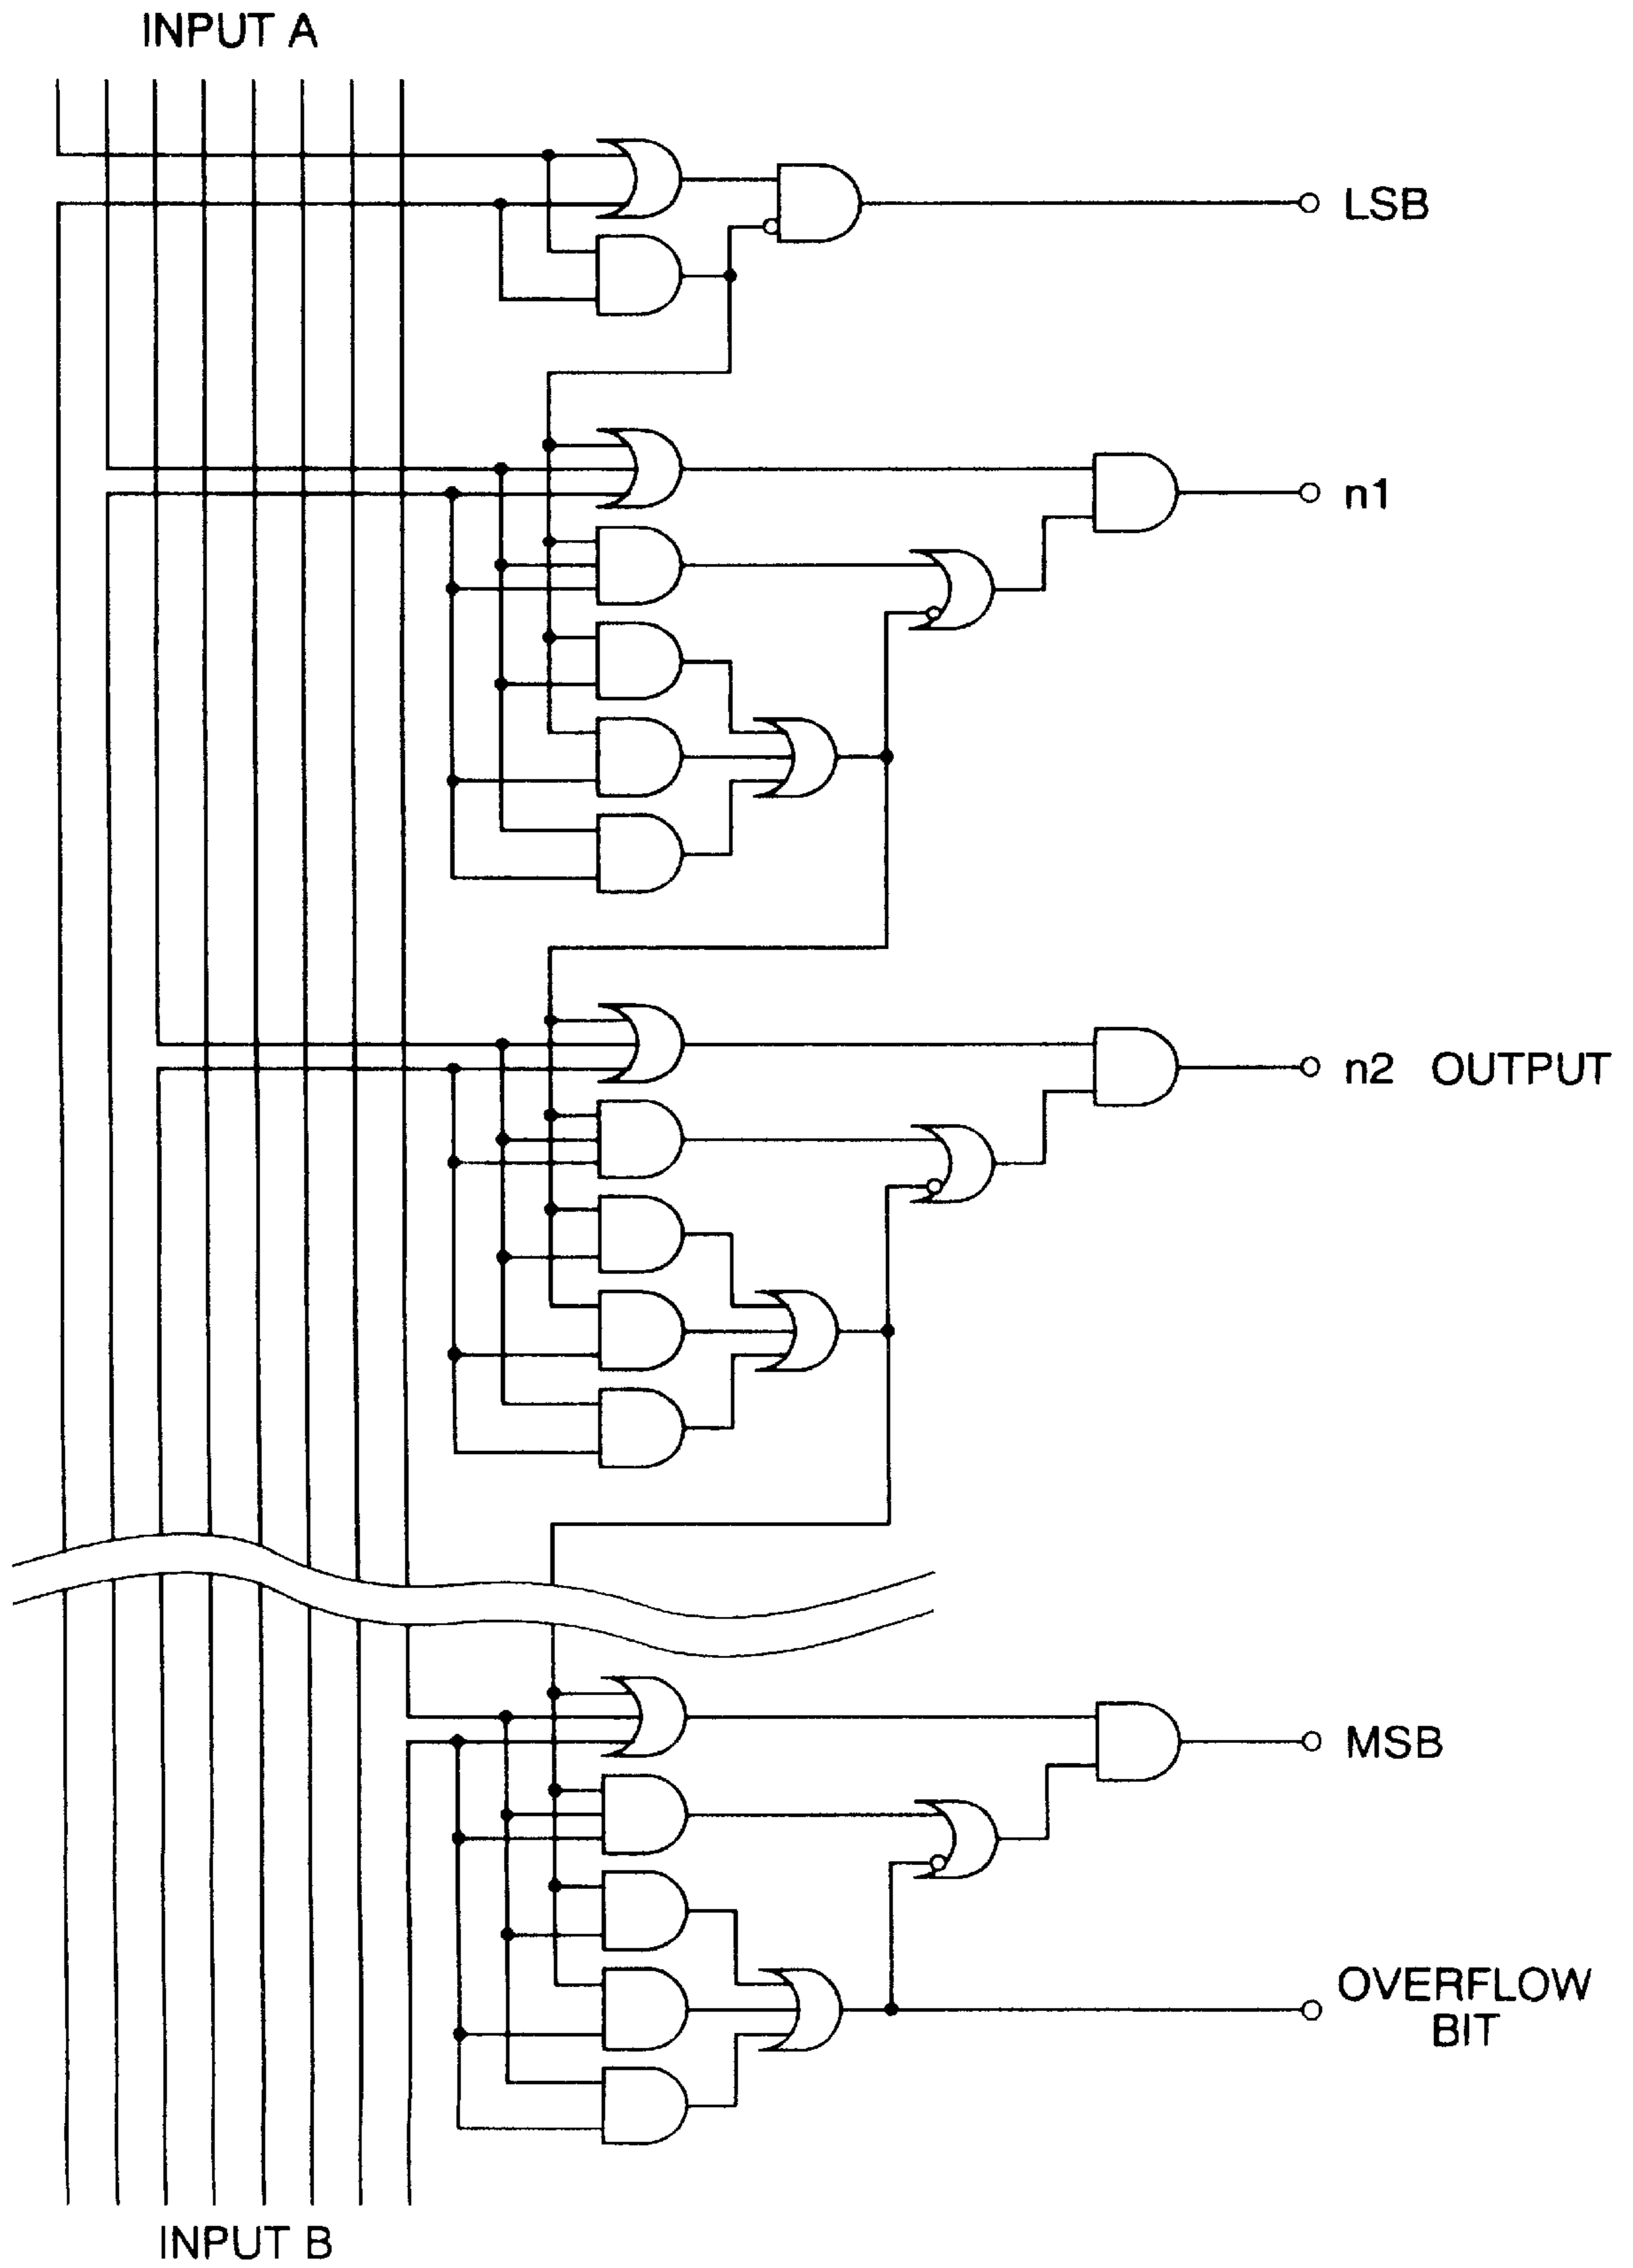 INPUT A
LSB
n1
n2 OUTPUT
MSB
OVERFLOW
BIT
INPUT B